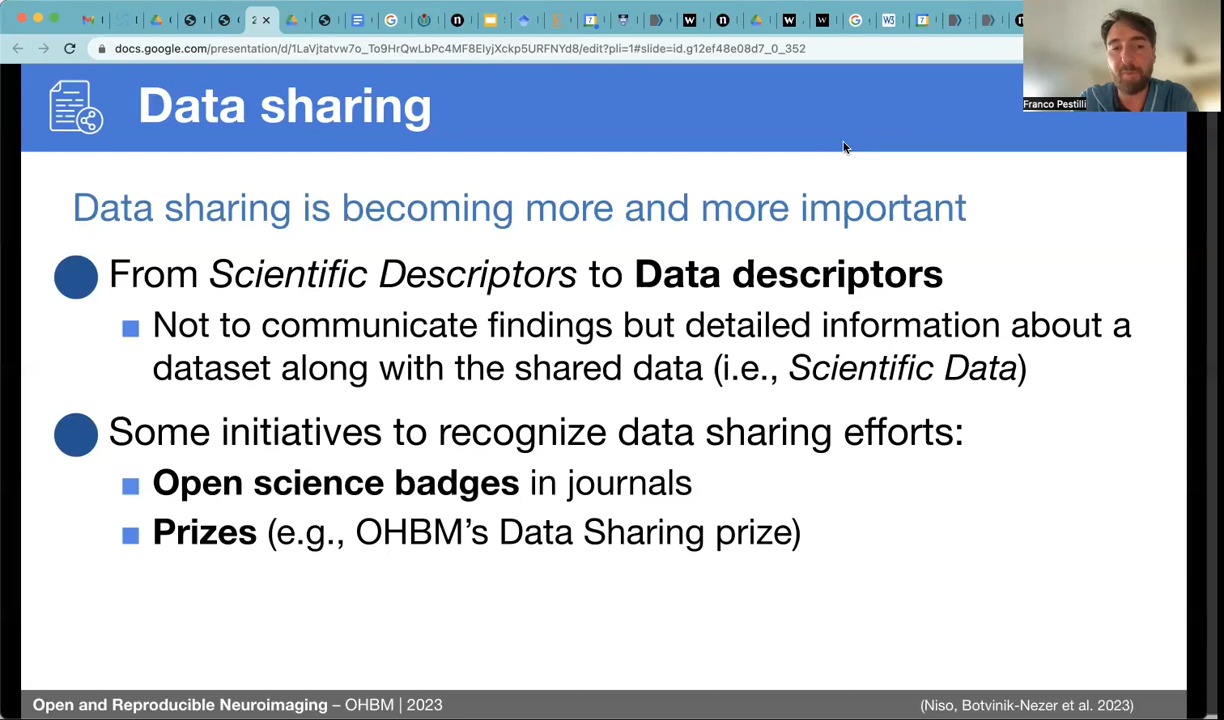 2
W3
docs.google.com/presentation/d/1LaVjtatvw7o_To9HrQwLbPc4MF8EIyjXckp5URFNYd8/edit?pli=1#slide=id.g12ef48e08d7_0_352
Franco Pestilli
Data sharing
Data sharing is becoming more and more important
From Scientific Descriptors to Data descriptors
Not to communicate findings but detailed information about a
dataset along with the shared data (i.e., Scientific Data)
Some initiatives to recognize data sharing efforts:
Open science badges in journals
Prizes (e.g., OHBM’s Data Sharing prize)
Open and Reproducible Neuroimaging – OHBM | 2023
(Niso, Botvinik-Nezer et al. 2023)